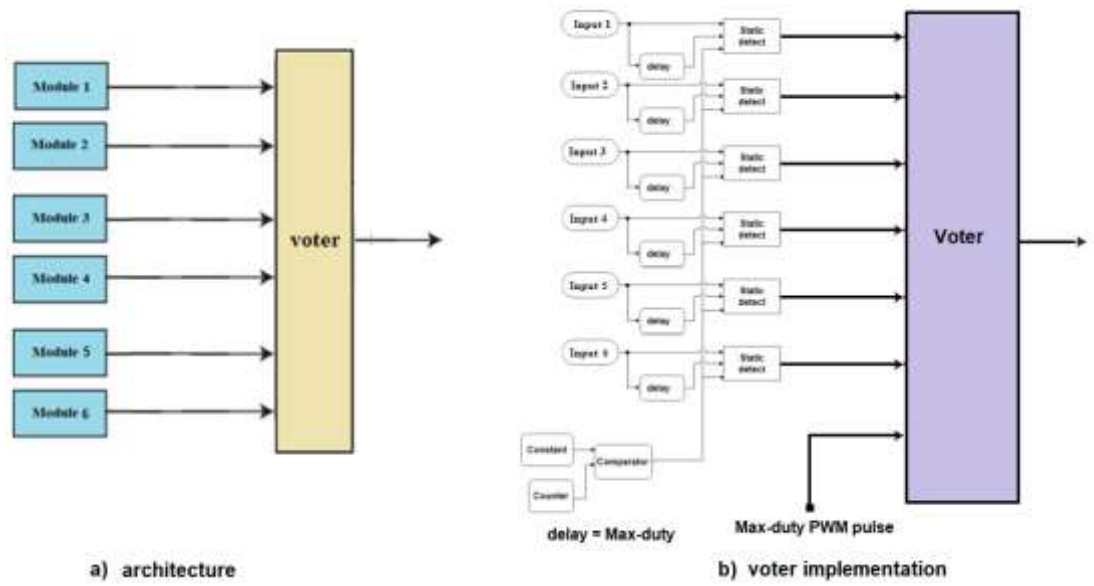 Module 1
Module 2
Module 3
Module 4
Module 5
Module 6
voter
a) architecture
Input 1
delay
Static
detect
Input 2
delay
Static
detect
Input 3
delay
Static
detect
Input 4
delay
Static
detect
Input 5
delay
Static
detect
Input 6
delay
Static
detect
Constant
Counter
Comparator
delay = Max-duty
Voter
Max-duty PWM pulse
b) voter implementation